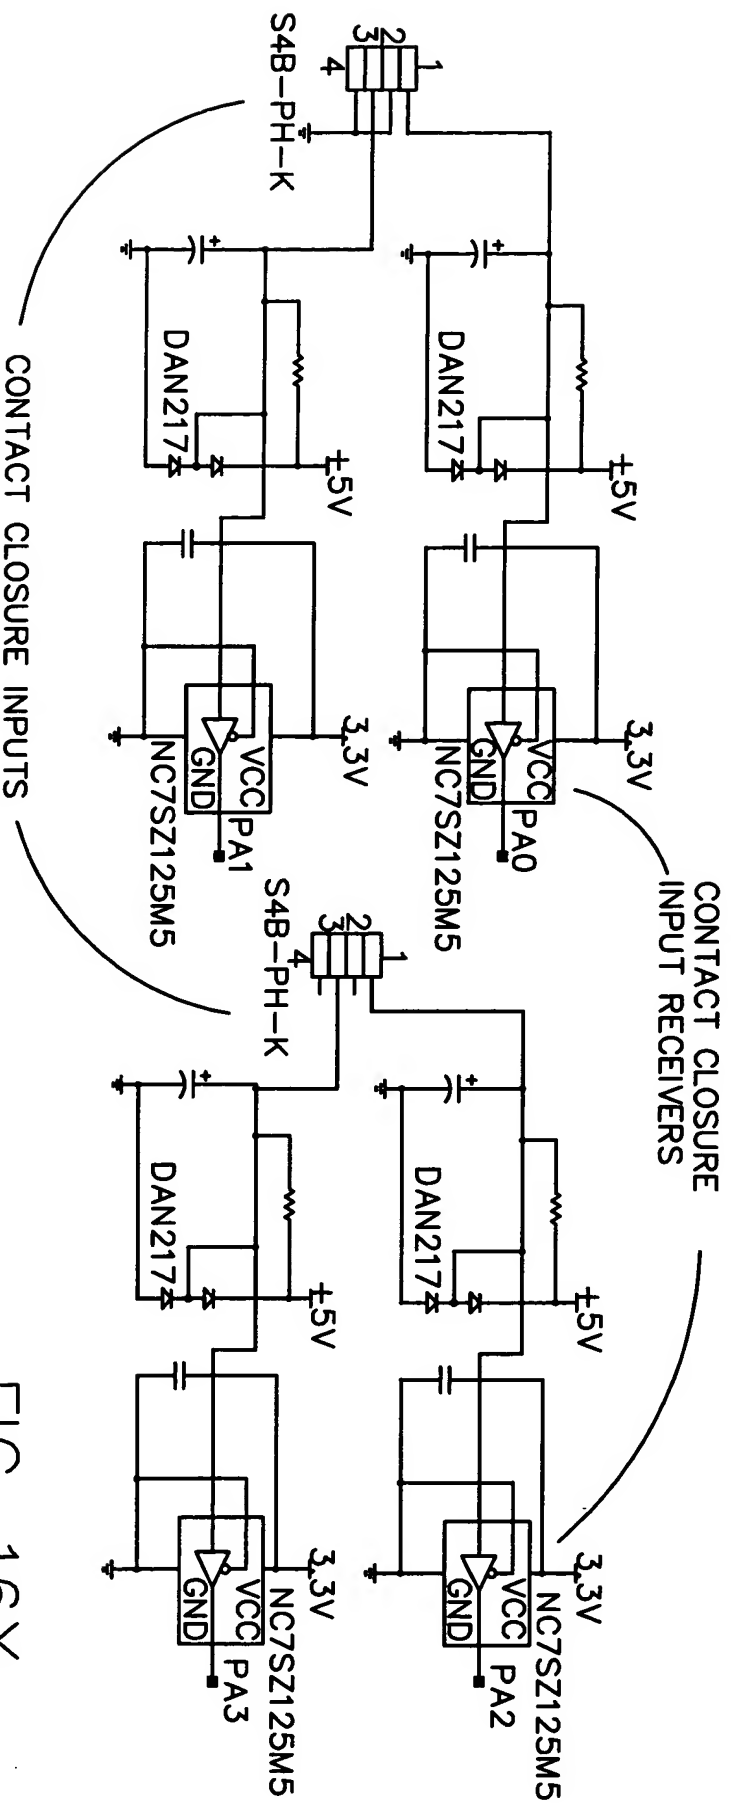 CONTACT CLOSURE
INPUT RECEIVERS
1
2
3
4
S4B-PH-K
+5V
DAN217
3.3V
VCC
GND
PA0
NC7SZ125M5
+5V
DAN217
3.3V
VCC
GND
PA1
NC7SZ125M5
1
2
3
4
S4B-PH-K
+5V
DAN217
3.3V
VCC
GND
PA2
NC7SZ125M5
+5V
DAN217
3.3V
VCC
GND
PA3
NC7SZ125M5
CONTACT CLOSURE INPUTS